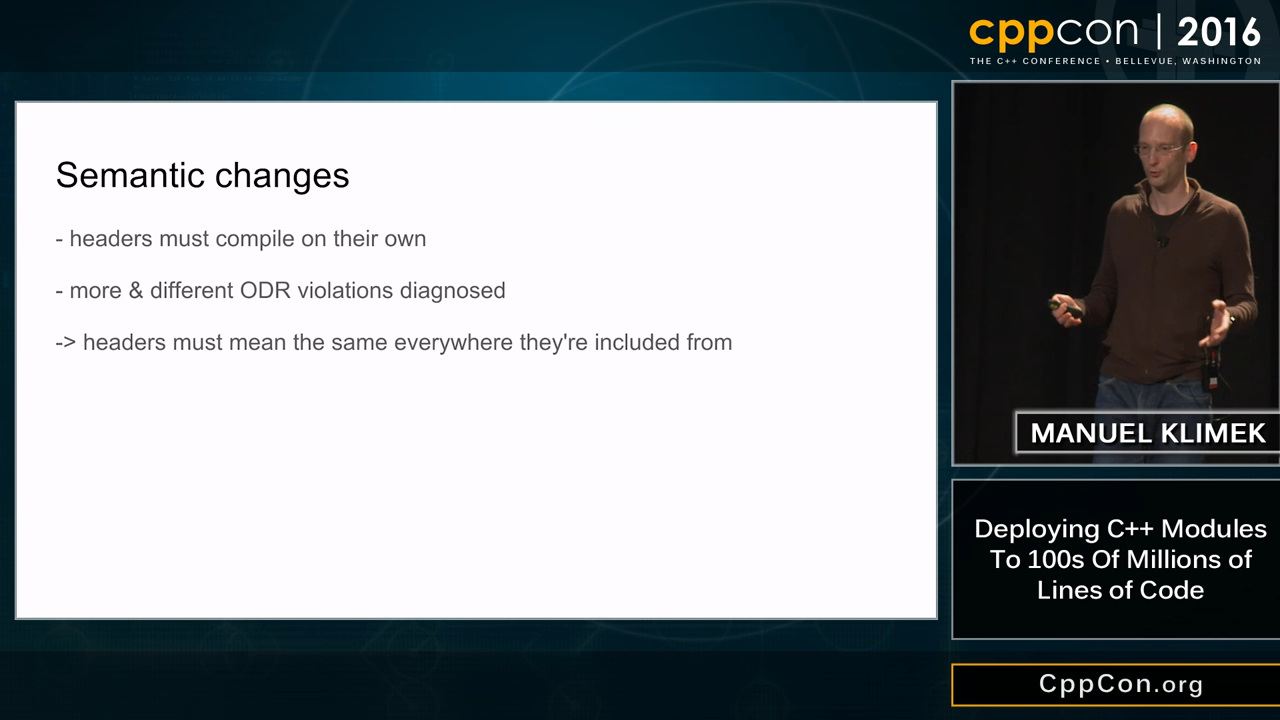 cppcon | 2016
THE C++ CONFERENCE • BELLEVUE, WASHINGTON
Semantic changes
- headers must compile on their own
- more & different ODR violations diagnosed
-> headers must mean the same everywhere they're included from
MANUEL KLIMEK
Deploying C++ Modules
To 100s Of Millions of
Lines of Code
CppCon.org